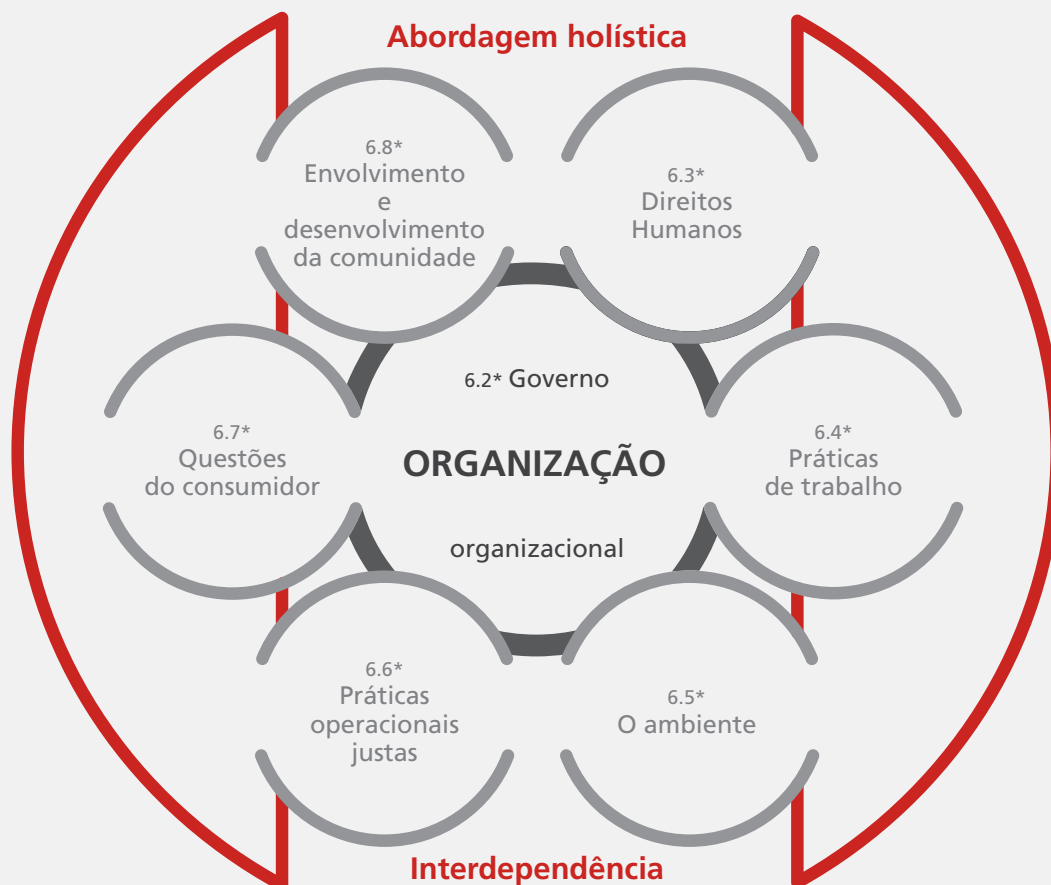 Abordagem holística
6.8*
Envolvimento
e
desenvolvimento
da comunidade
6.3*
Direitos
Humanos
6.2* Governo
ORGANIZAÇÃO
organizacional
6.7*
Questões
do consumidor
6.4*
Práticas
de trabalho
6.6*
Práticas
operacionais
justas
6.5*
O ambiente
Interdependência